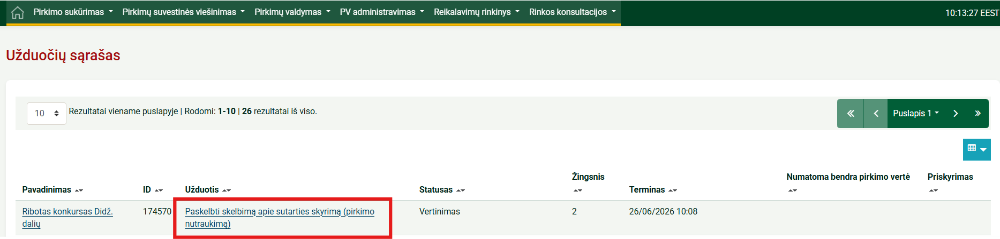 Pirkimo sukūrimas Pirkimų suvestinės viešinimas Pirkimų valdymas PV administravimas Reikalavimų rinkinys Rinkos konsultacijos 10:13:27 EEST
Užduočių sąrašas
10 Rezultatai viename puslapyje | Rodomi: 1-10 | 26 rezultatai iš viso. Puslapis 1
Pavadinimas ID Užduotis Statusas Žingsnis Terminas Numatoma bendra pirkimo vertė Priskyrimas
Ribotas konkursas Didž. 174570 Paskelbti skelbimą apie sutarties skyrimą (pirkimo Vertinimas 2 26/06/2026 10:08
dalių nutraukimą)